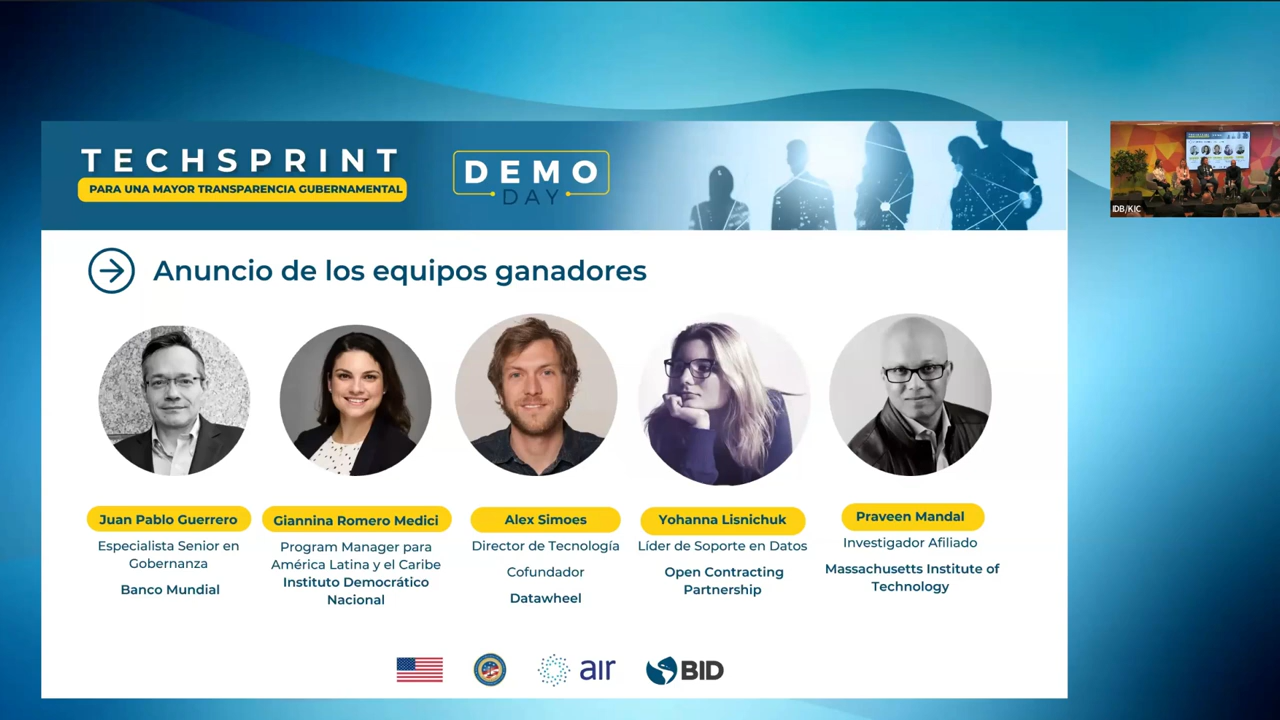 TECHSPRINT
PARA UNA MAYOR TRANSPARENCIA GUBERNAMENTAL
DEMO
DAY
IDB/KIC
Anuncio de los equipos ganadores
Juan Pablo Guerrero
Especialista Senior en
Gobernanza
Banco Mundial
Giannina Romero Medici
Program Manager para
América Latina y el Caribe
Instituto Democrático
Nacional
Alex Simoes
Director de Tecnología
Cofundador
Datawheel
Yohanna Lisnichuk
Líder de Soporte en Datos
Open Contracting
Partnership
Praveen Mandal
Investigador Afiliado
Massachusetts Institute of
Technology
air
BID